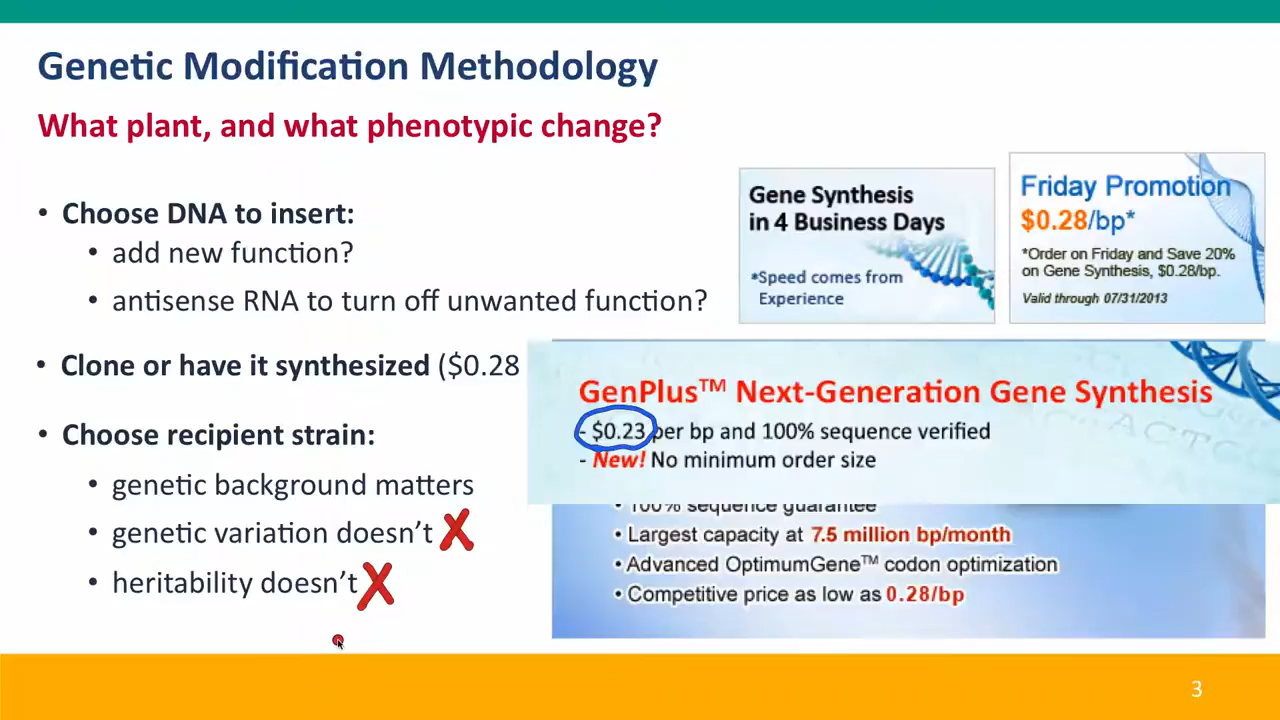 Genetic Modification Methodology
What plant, and what phenotypic change?
• Choose DNA to insert:
• add new function?
• antisense RNA to turn off unwanted function?
• Clone or have it synthesized ($0.28
• Choose recipient strain:
• genetic background matters
• genetic variation doesn’t
• heritability doesn’t
Gene Synthesis
in 4 Business Days
*Speed comes from
Experience
Friday Promotion
$0.28/bp*
*Order on Friday and Save 20%
on Gene Synthesis, $0.28/bp.
Valid through 07/31/2013
GenPlus™ Next-Generation Gene Synthesis
- $0.23 per bp and 100% sequence verified
- New! No minimum order size
• 100% sequence guarantee
• Largest capacity at 7.5 million bp/month
• Advanced OptimumGene™ codon optimization
• Competitive price as low as 0.28/bp
3